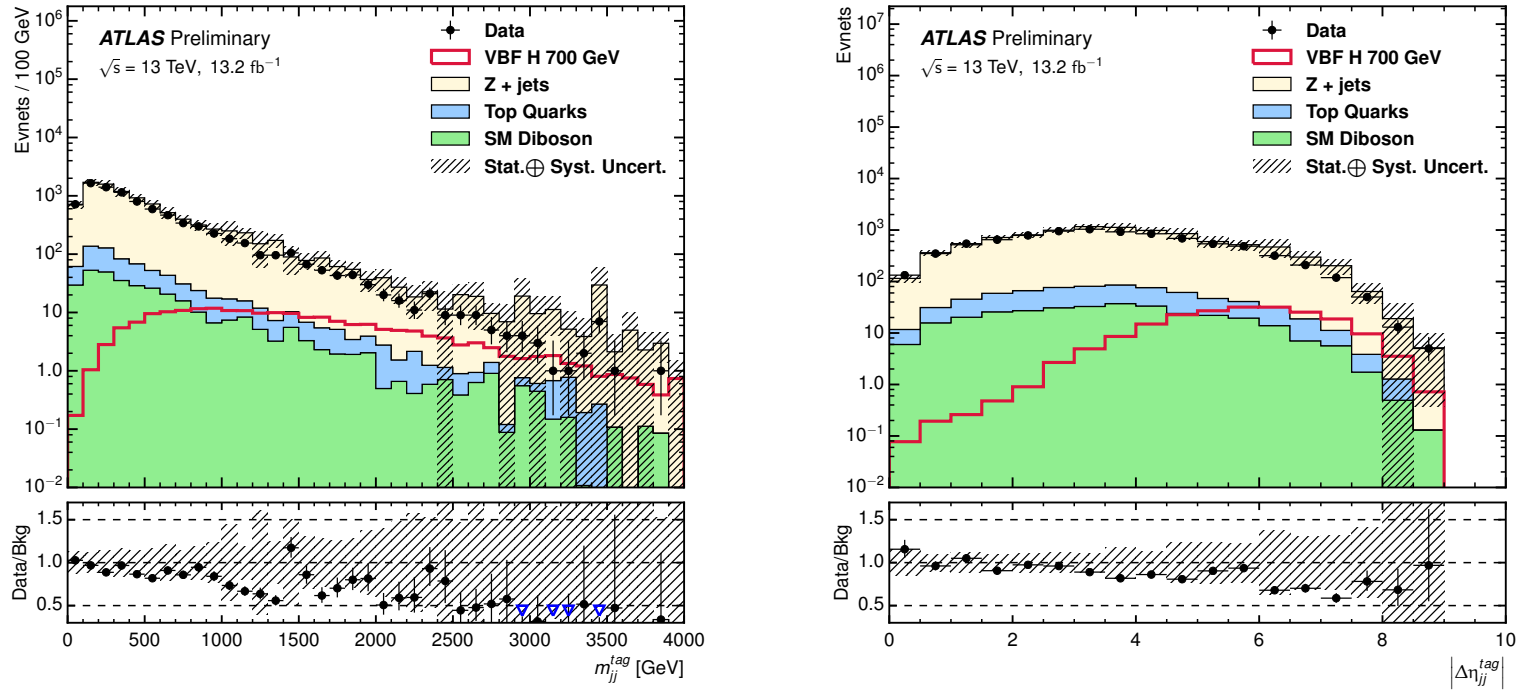 Evnets / 100 GeV
10⁶
10⁵
10⁴
10³
10²
10
1.0
10⁻¹
10⁻²
ATLAS Preliminary
√s = 13 TeV, 13.2 fb⁻¹
Data
VBF H 700 GeV
Z + jets
Top Quarks
SM Diboson
Stat.⊕ Syst. Uncert.
Data/Bkg
1.5
1.0
0.5
0 500 1000 1500 2000 2500 3000 3500 4000
m_{jj}^{tag} [GeV]
Evnets
10⁷
10⁶
10⁵
10⁴
10³
10²
10
1.0
10⁻¹
10⁻²
ATLAS Preliminary
√s = 13 TeV, 13.2 fb⁻¹
Data
VBF H 700 GeV
Z + jets
Top Quarks
SM Diboson
Stat.⊕ Syst. Uncert.
Data/Bkg
1.5
1.0
0.5
0 2 4 6 8 10
|Δη_{jj}^{tag}|